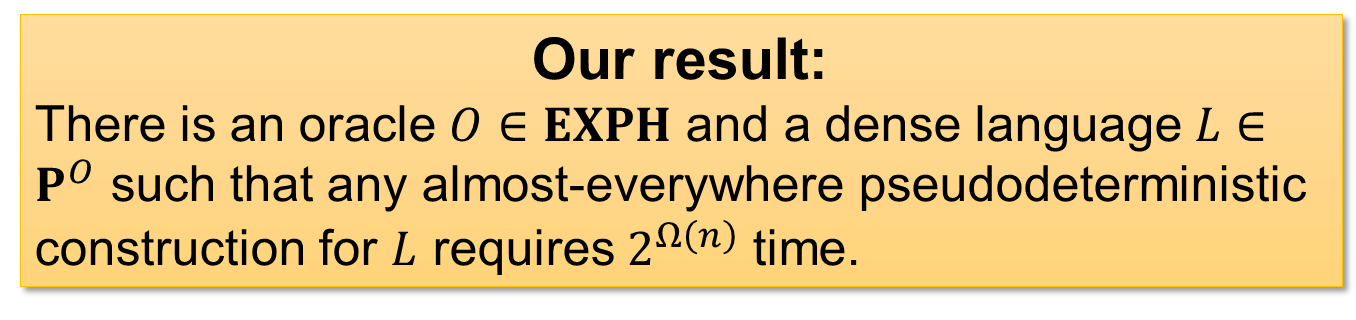 Our result:
There is an oracle 𝑂 ∈ EXPH and a dense language 𝐿 ∈
P^𝑂 such that any almost-everywhere pseudodeterministic
construction for 𝐿 requires 2^Ω(𝑛) time.